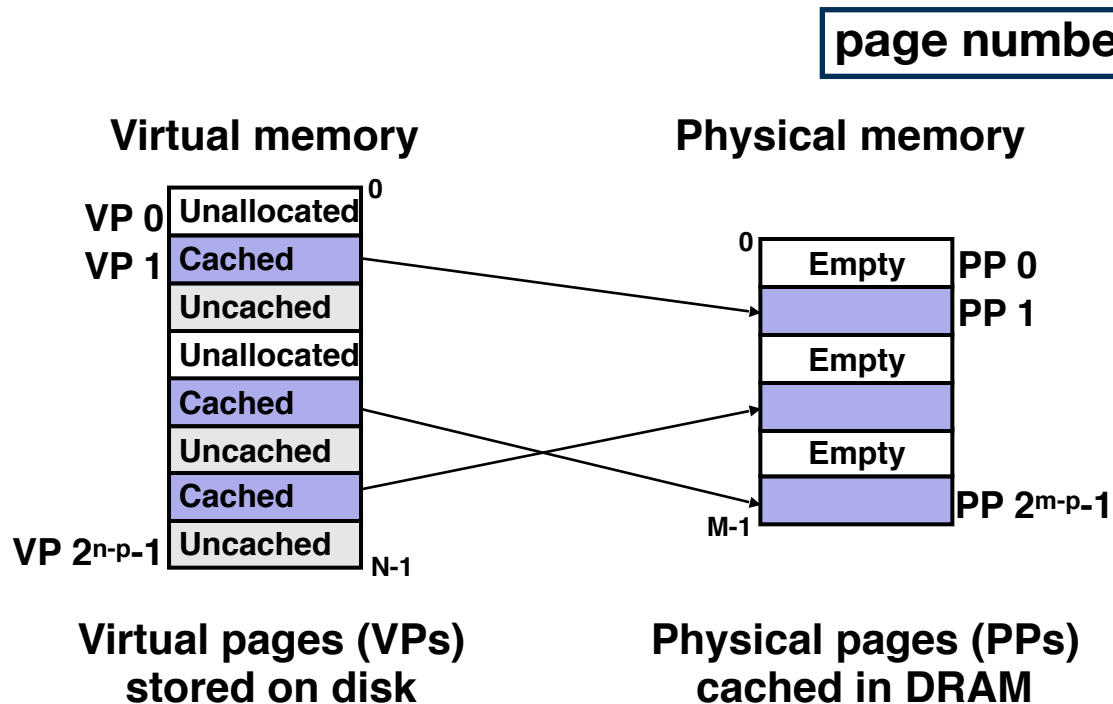 page numbe
Virtual memory
Physical memory
0
VP 0 Unallocated
VP 1 Cached
Uncached
Unallocated
Cached
Uncached
Cached
VP 2n-p-1 Uncached
N-1
0
Empty PP 0
PP 1
Empty
Empty
PP 2m-p-1
M-1
Virtual pages (VPs)
stored on disk
Physical pages (PPs)
cached in DRAM